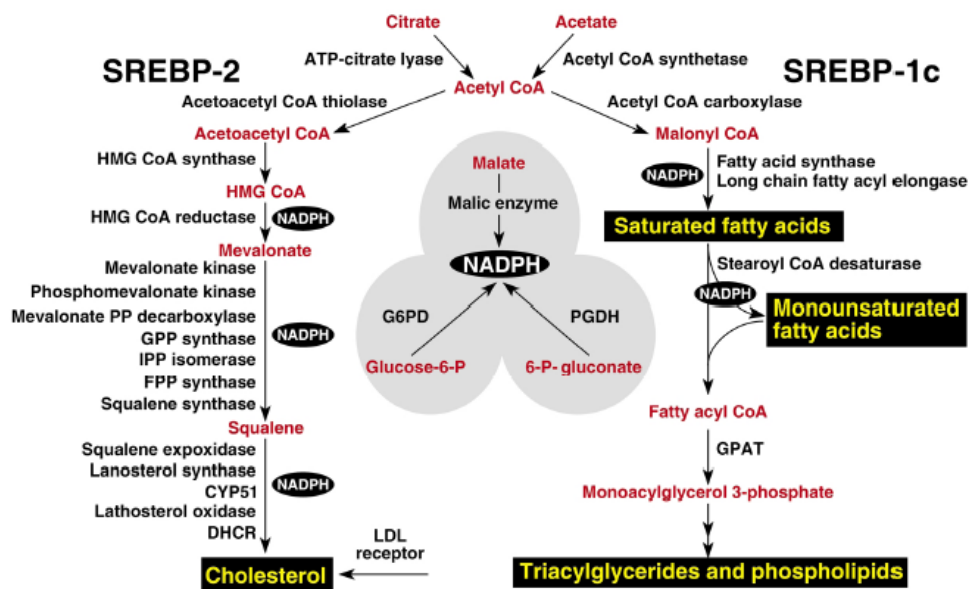 Citrate
Acetate
ATP-citrate lyase
Acetyl CoA synthetase
SREBP-2
SREBP-1c
Acetyl CoA
Acetoacetyl CoA thiolase
Acetyl CoA carboxylase
Acetoacetyl CoA
HMG CoA synthase
HMG CoA
HMG CoA reductase
NADPH
Mevalonate
Mevalonate kinase
Phosphomevalonate kinase
Mevalonate PP decarboxylase
GPP synthase
NADPH
IPP isomerase
FPP synthase
Squalene synthase
Squalene
Squalene expoxidase
Lanosterol synthase
CYP51
NADPH
Lathosterol oxidase
DHCR
Cholesterol
LDL
receptor
Malate
Malic enzyme
NADPH
G6PD
PGDH
Glucose-6-P
6-P- gluconate
Malonyl CoA
NADPH
Fatty acid synthase
Long chain fatty acyl elongase
Saturated fatty acids
Stearoyl CoA desaturase
NADPH
Monounsaturated
fatty acids
Fatty acyl CoA
GPAT
Monoacylglycerol 3-phosphate
Triacylglycerides and phospholipids